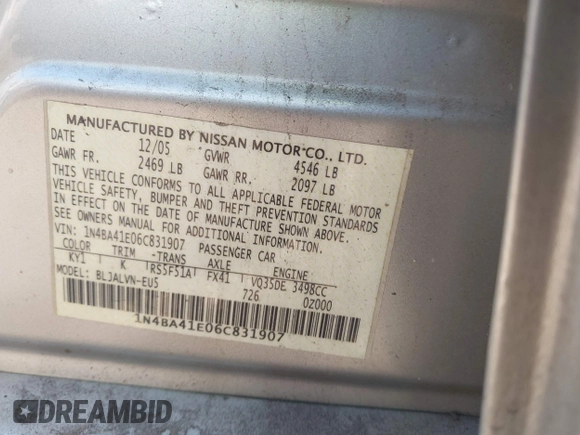 MANUFACTURED BY NISSAN MOTOR CO., LTD.
DATE 12/05 GVWR 4546 LB
GAWR FR. 2469 LB GAWR RR. 2097 LB
THIS VEHICLE CONFORMS TO ALL APPLICABLE FEDERAL MOTOR
VEHICLE SAFETY, BUMPER AND THEFT PREVENTION STANDARDS
IN EFFECT ON THE DATE OF MANUFACTURE SHOWN ABOVE.
SEE OWNERS MANUAL FOR ADDITIONAL INFORMATION.
VIN: 1N4BA41E06C831907 PASSENGER CAR
COLOR TRIM -TRANS AXLE ENGINE
KY1 K RS5F51A FX41 VQ35DE 3498CC
MODEL: BLJALVN-EU5 726 0Z000
1N4BA41E06C831907
DREAMBID